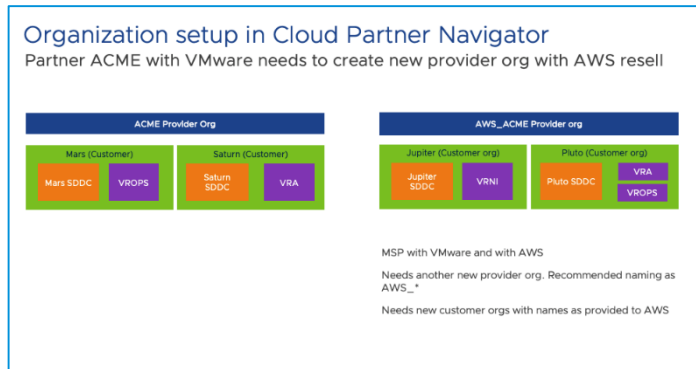 Organization setup in Cloud Partner Navigator
Partner ACME with VMware needs to create new provider org with AWS resell
ACME Provider Org
Mars (Customer)
Mars SDDC
VROPS
Saturn (Customer)
Saturn
SDDC
VRA
AWS_ACME Provider org
Jupiter (Customer org)
Jupiter
SDDC
VRNI
Pluto (Customer org)
Pluto SDDC
VRA
VROPS
MSP with VMware and with AWS
Needs another new provider org. Recommended naming as
AWS_*
Needs new customer orgs with names as provided to AWS